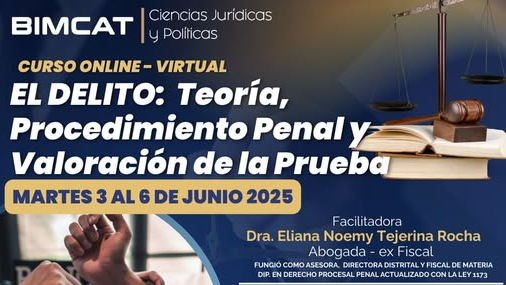 BIMCAT
Ciencias Jurídicas
y Políticas
CURSO ONLINE - VIRTUAL
EL DELITO: Teoría,
Procedimiento Penal y
Valoración de la Prueba
MARTES 3 AL 6 DE JUNIO 2025
Facilitadora
Dra. Eliana Noemy Tejerina Rocha
Abogada - ex Fiscal
FUNGIÓ COMO ASESORA, DIRECTORA DISTRITAL Y FISCAL DE MATERIA
DIP. EN DERECHO PROCESAL PENAL ACTUALIZADO CON LA LEY 1173